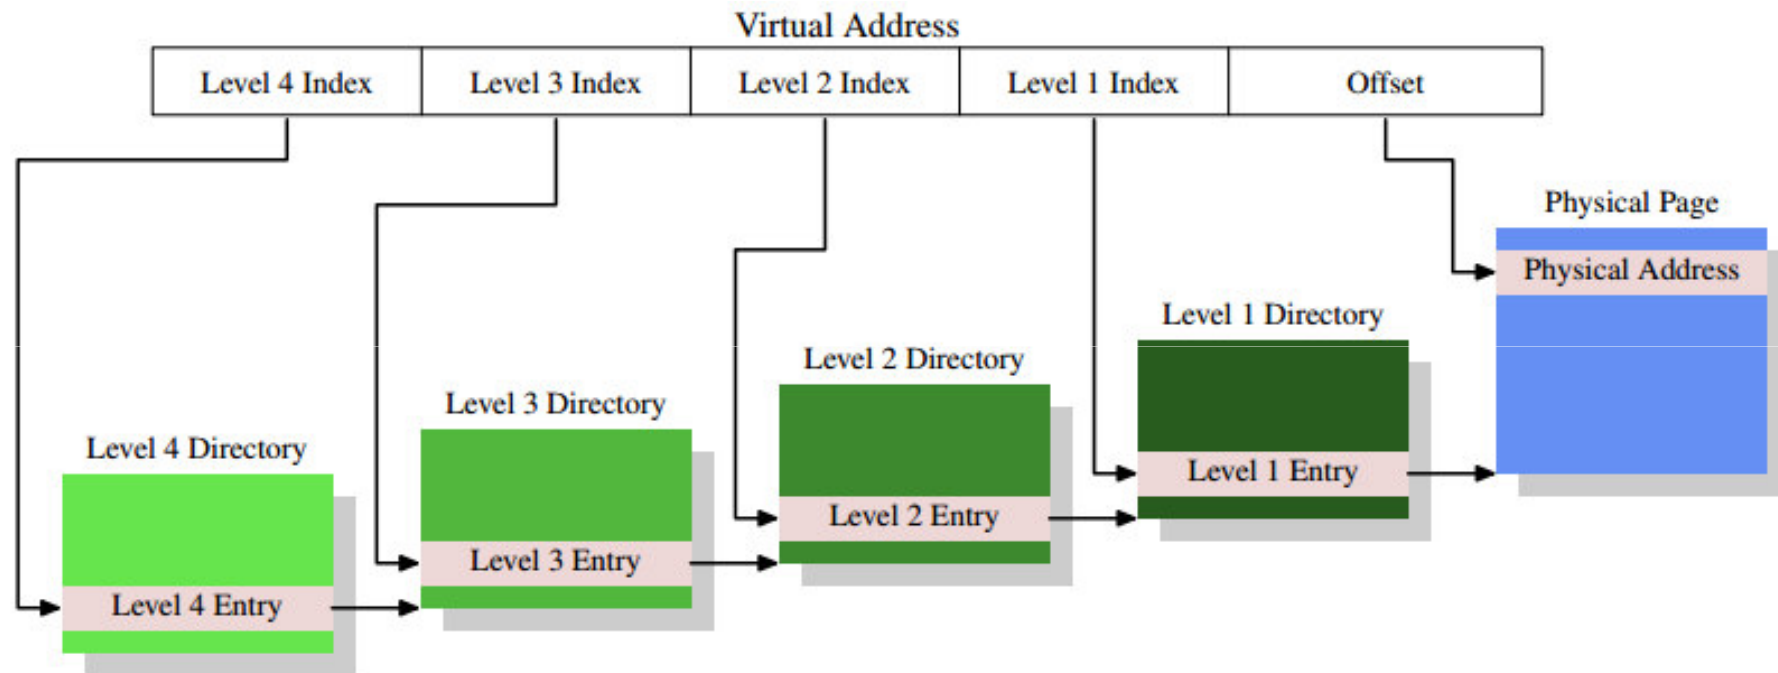 Virtual Address
Level 4 Index
Level 3 Index
Level 2 Index
Level 1 Index
Offset
Physical Page
Physical Address
Level 1 Directory
Level 2 Directory
Level 3 Directory
Level 4 Directory
Level 1 Entry
Level 2 Entry
Level 3 Entry
Level 4 Entry